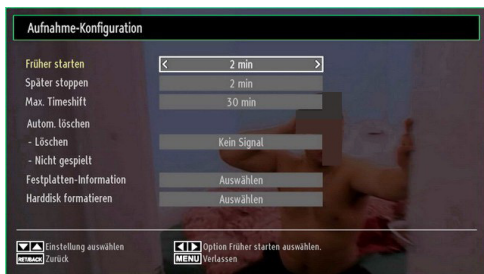 Aufnahme-Konfiguration
Früher starten < 2 min >
Später stoppen 2 min
Max. Timeshift 30 min
Autom. löschen
- Löschen Kein Signal
- Nicht gespielt
Festplatten-Information Auswählen
Harddisk formatieren Auswählen
Einstellung auswählen Option Früher starten auswählen.
RET/BACK Zurück MENU Verlassen